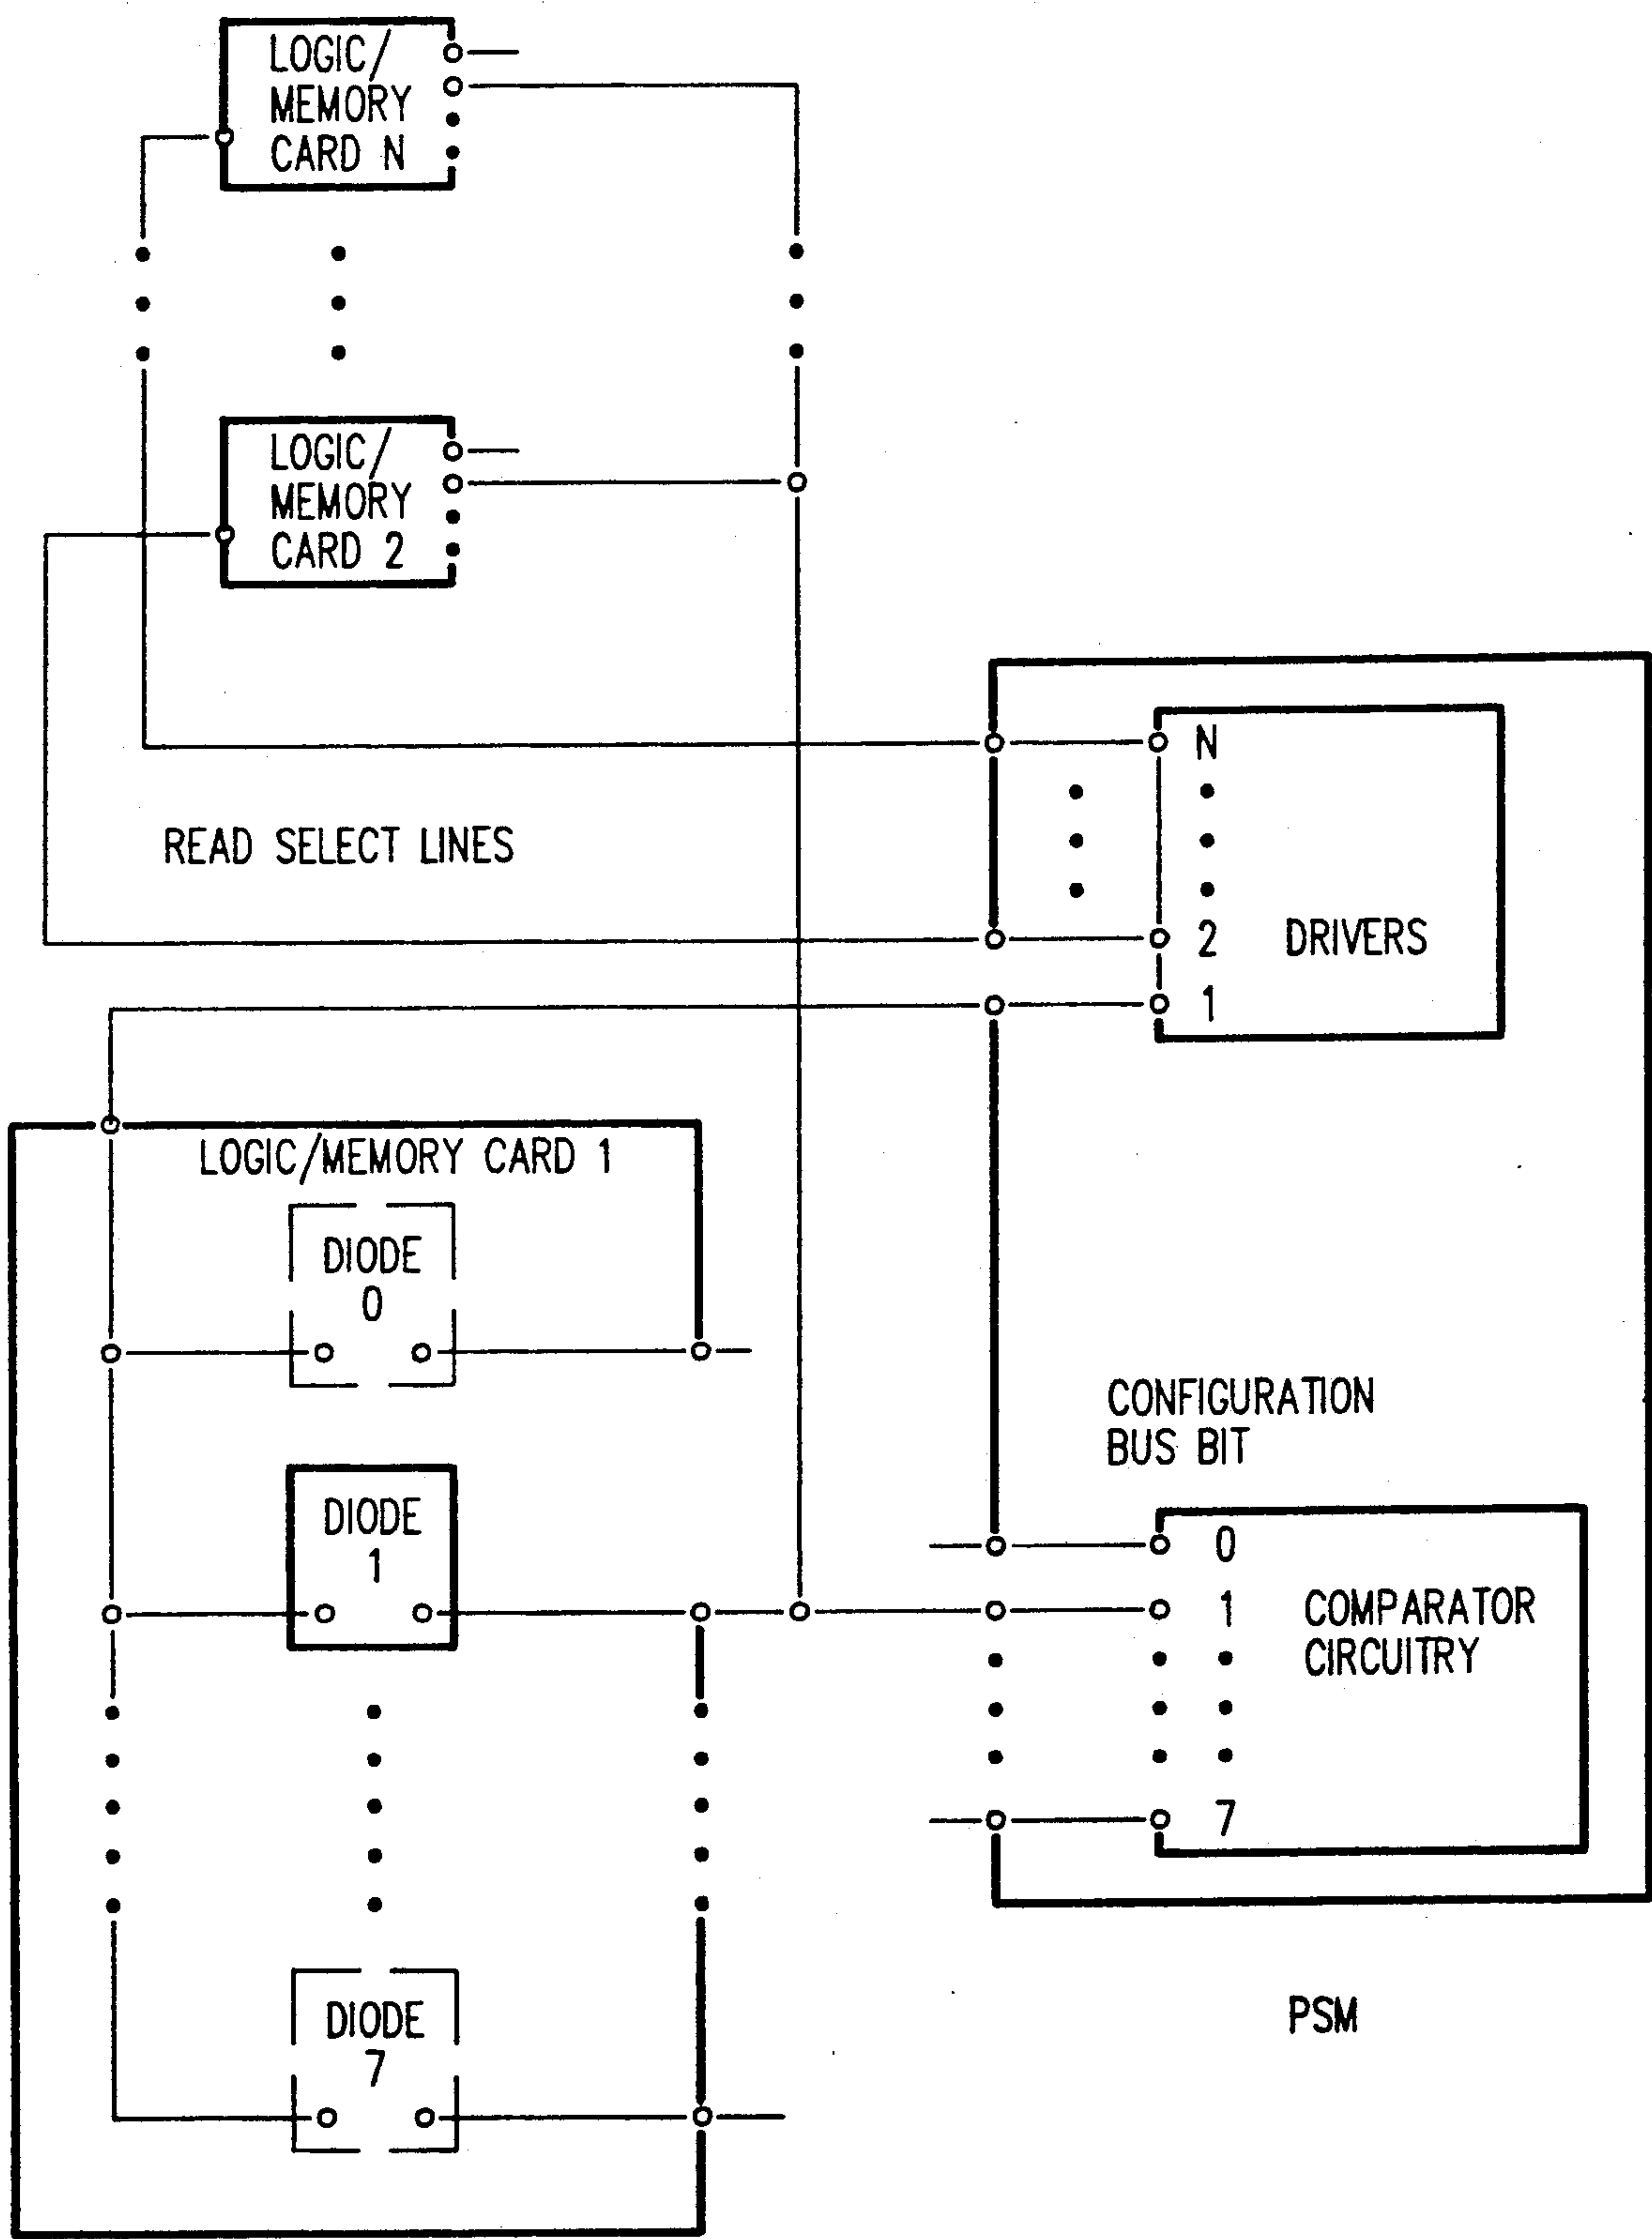 LOGIC/
MEMORY
CARD N
LOGIC/
MEMORY
CARD 2
N
READ SELECT LINES
2 DRIVERS
1
LOGIC/MEMORY CARD 1
DIODE
0
CONFIGURATION
BUS BIT
DIODE
1
0
1 COMPARATOR
CIRCUITRY
7
DIODE
7
PSM